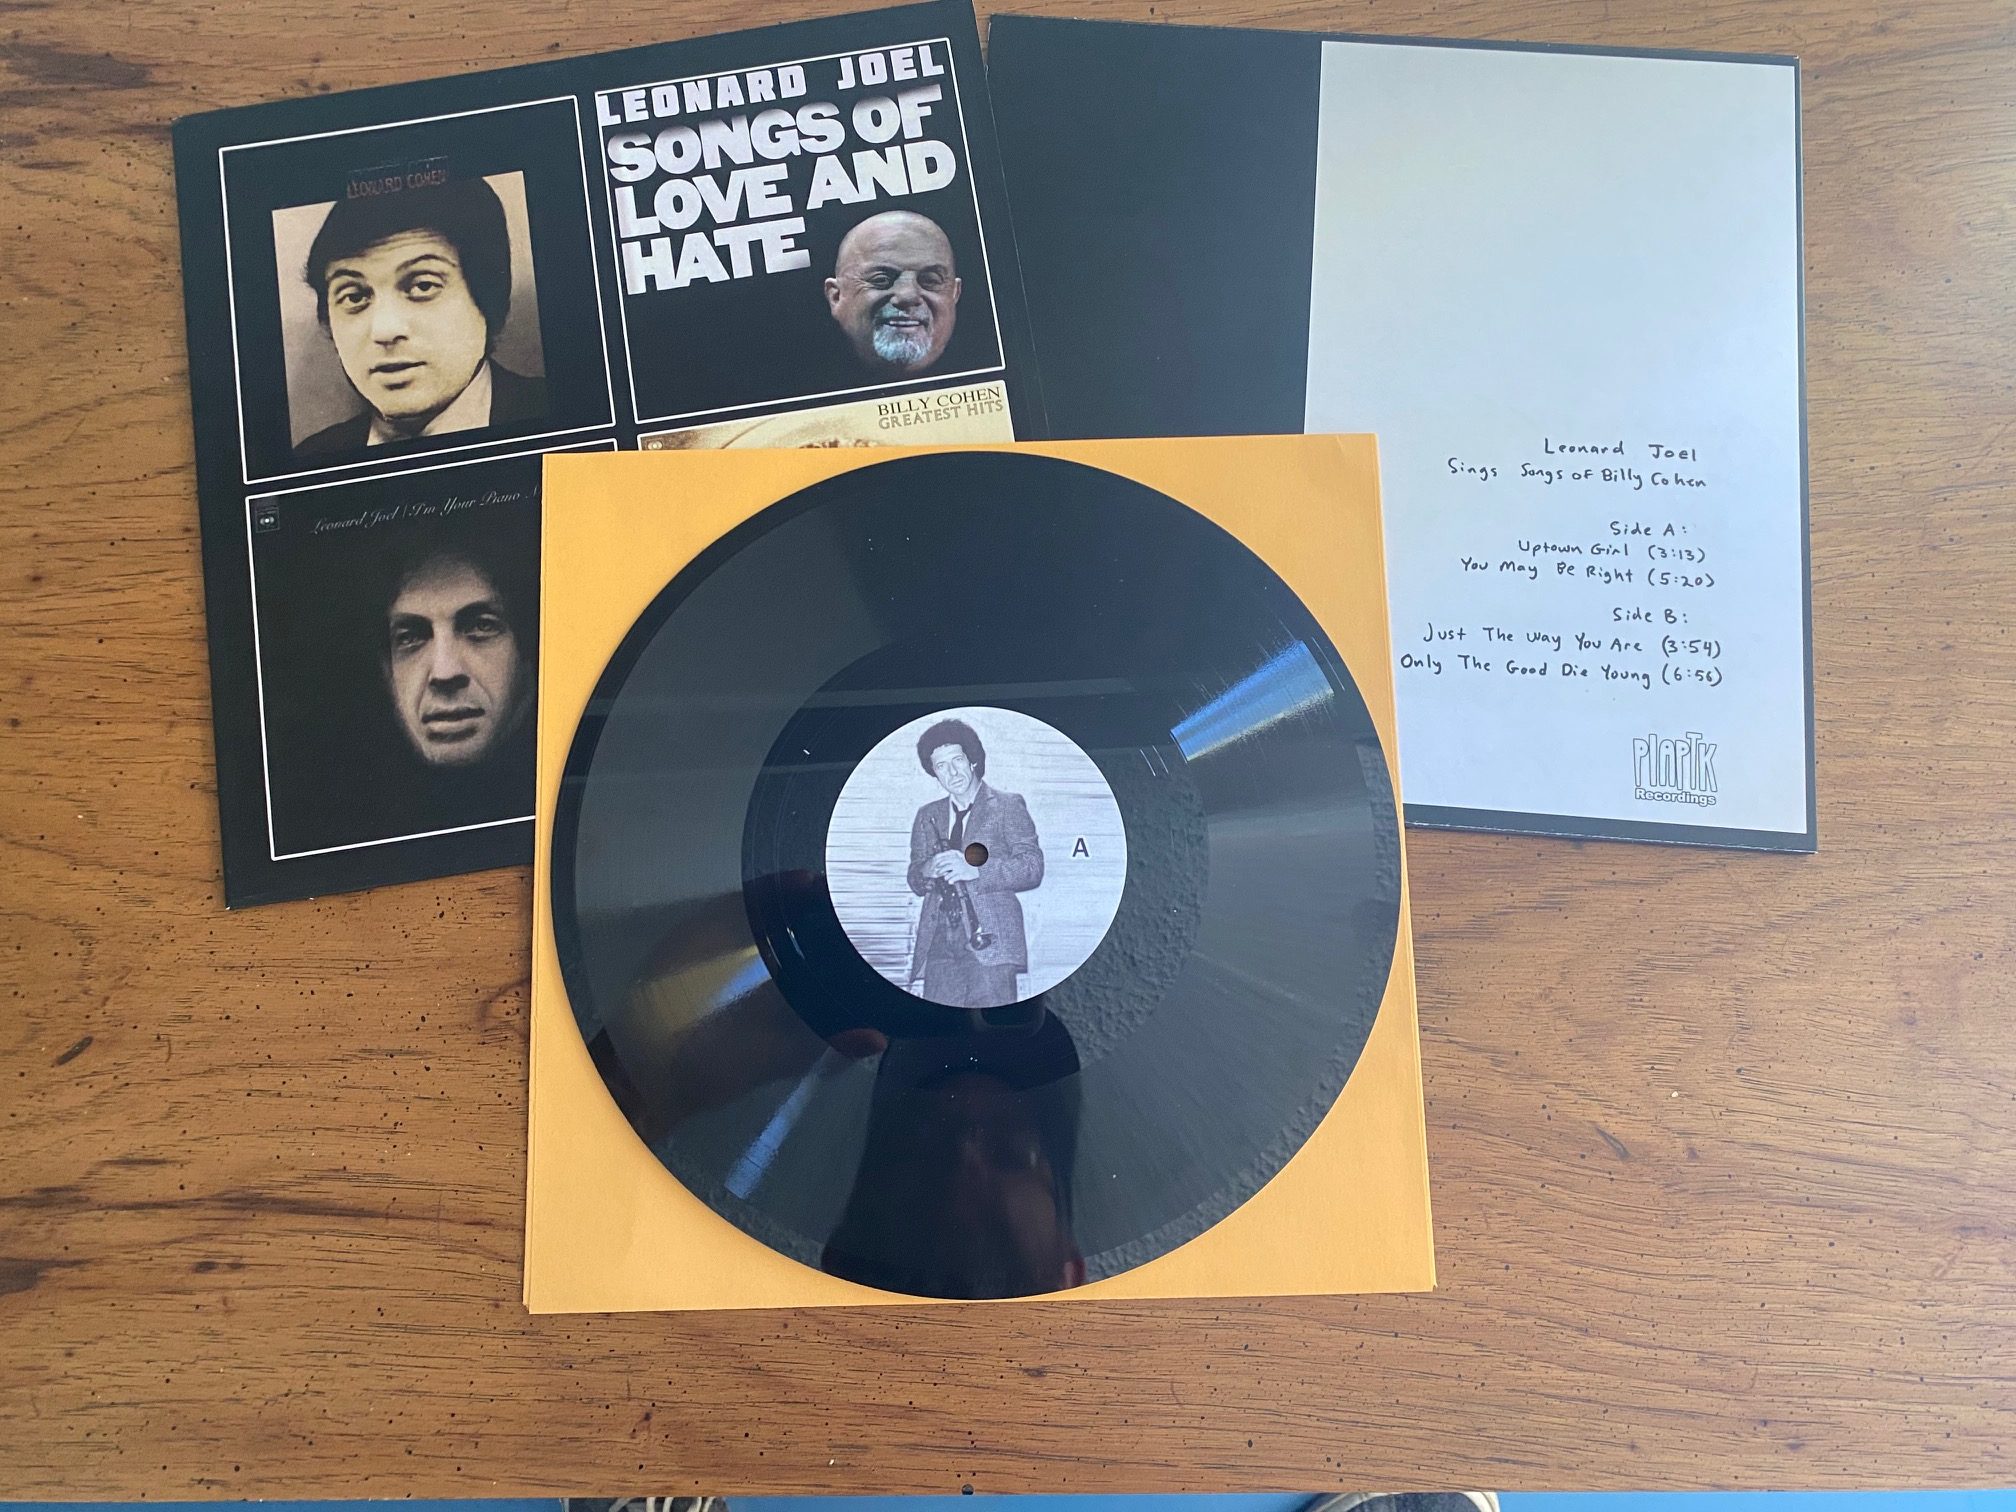 LEONARD COHEN
LEONARD JOEL
SONGS OF
LOVE AND
HATE
BILLY COHEN
GREATEST HITS
Leonard Joel | I'm Your Piano
A
Leonard Joel
Sings Songs of Billy Cohen
Side A:
Uptown Girl (3:13)
You May Be Right (5:20)
Side B:
Just The Way You Are (3:54)
Only The Good Die Young (6:56)
PIAPTK
Recordings